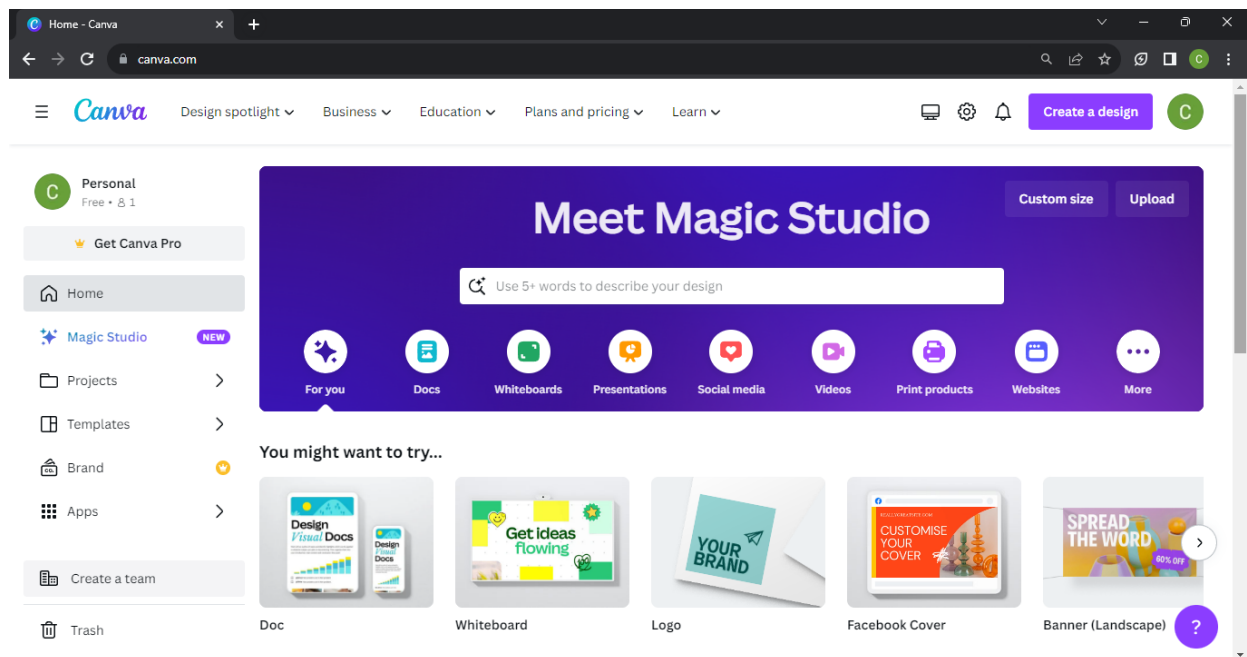 Home - Canva
canva.com
C
Canva
Design spotlight
Business
Education
Plans and pricing
Learn
Create a design
C
C
Personal
Free • 1
Get Canva Pro
Home
Magic Studio
NEW
Projects
Templates
Brand
Apps
Create a team
Trash
Custom size
Upload
Meet Magic Studio
Use 5+ words to describe your design
For you
Docs
Whiteboards
Presentations
Social media
Videos
Print products
Websites
More
You might want to try...
Design
Visual Docs
Design
Visual
Docs
Doc
Get ideas
flowing
Whiteboard
YOUR
BRAND
Logo
CUSTOMISE
YOUR
COVER
Facebook Cover
SPREAD
THE WORD
60% OFF
Banner (Landscape)
?